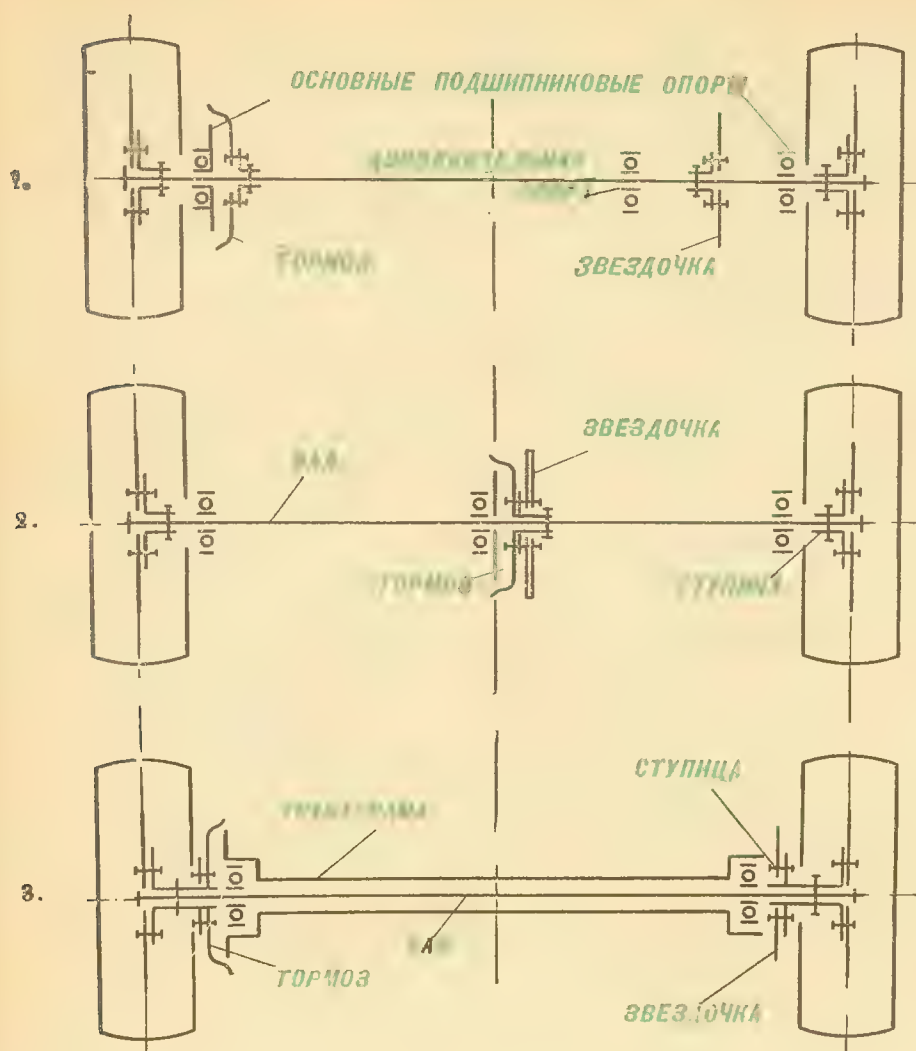 ОСНОВНЫЕ ПОДШИПНИКОВЫЕ ОПОРЫ
1.
ТОРМОЗ
ЗВЕЗДОЧКА
ЗВЕЗДОЧКА
ВАЛ
2.
ТОРМОЗ
СТУПИЦА
СТУПИЦА
3.
ТОРМОЗ
ЗВЕЗДОЧКА